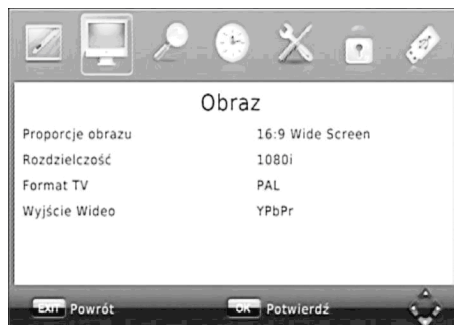 Obraz
Proporcje obrazu 16:9 Wide Screen
Rozdzielczość 1080i
Format TV PAL
Wyjście Wideo YPbPr
EXIT Powrót OK Potwierdź